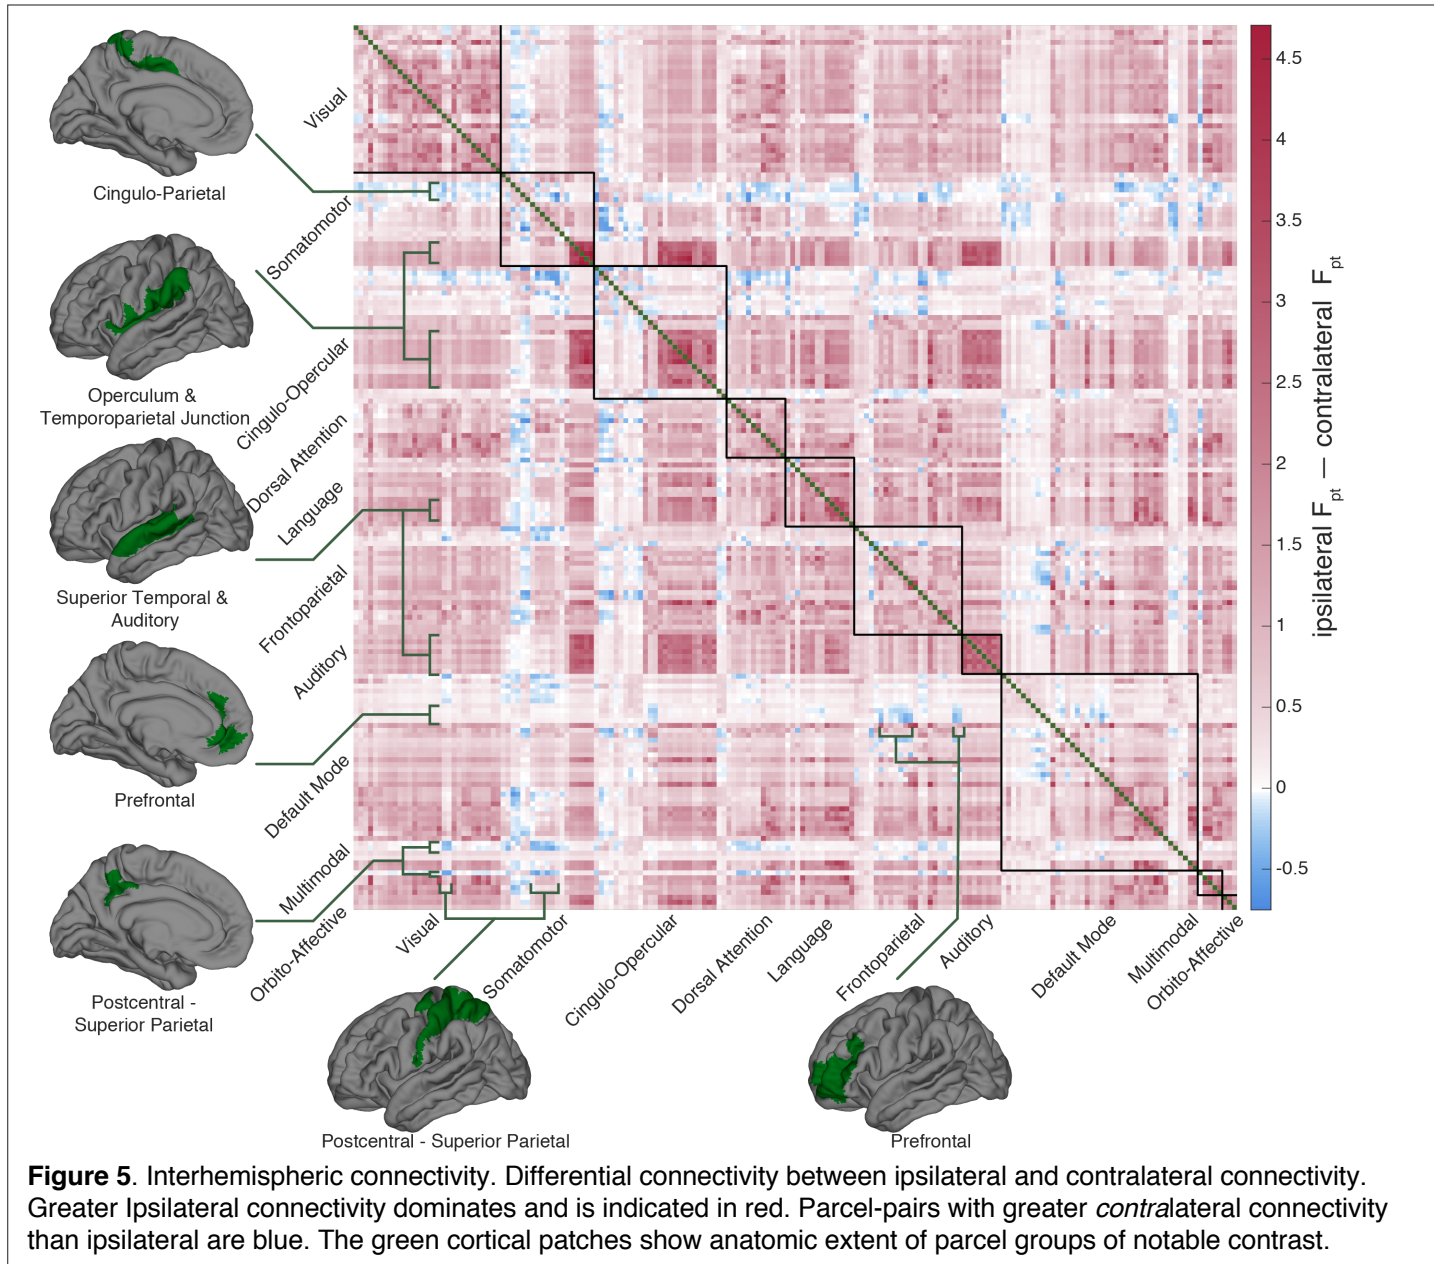 Visual
Cingulo-Parietal
Somatomotor
Operculum &
Temporoparietal Junction
Cingulo-Opercular
Dorsal Attention
Language
Superior Temporal &
Auditory
Frontoparietal
Auditory
Prefrontal
Default Mode
Multimodal
Orbito-Affective
Postcentral -
Superior Parietal
Visual
Somatomotor
Cingulo-Opercular
Dorsal Attention
Language
Frontoparietal
Auditory
Default Mode
Multimodal
Orbito-Affective
Postcentral - Superior Parietal
Prefrontal
4.5
4
3.5
3
2.5
2
1.5
1
0.5
0
-0.5
ipsilateral Fpt — contralateral Fpt
Figure 5. Interhemispheric connectivity. Differential connectivity between ipsilateral and contralateral connectivity.
Greater Ipsilateral connectivity dominates and is indicated in red. Parcel-pairs with greater contralateral connectivity
than ipsilateral are blue. The green cortical patches show anatomic extent of parcel groups of notable contrast.